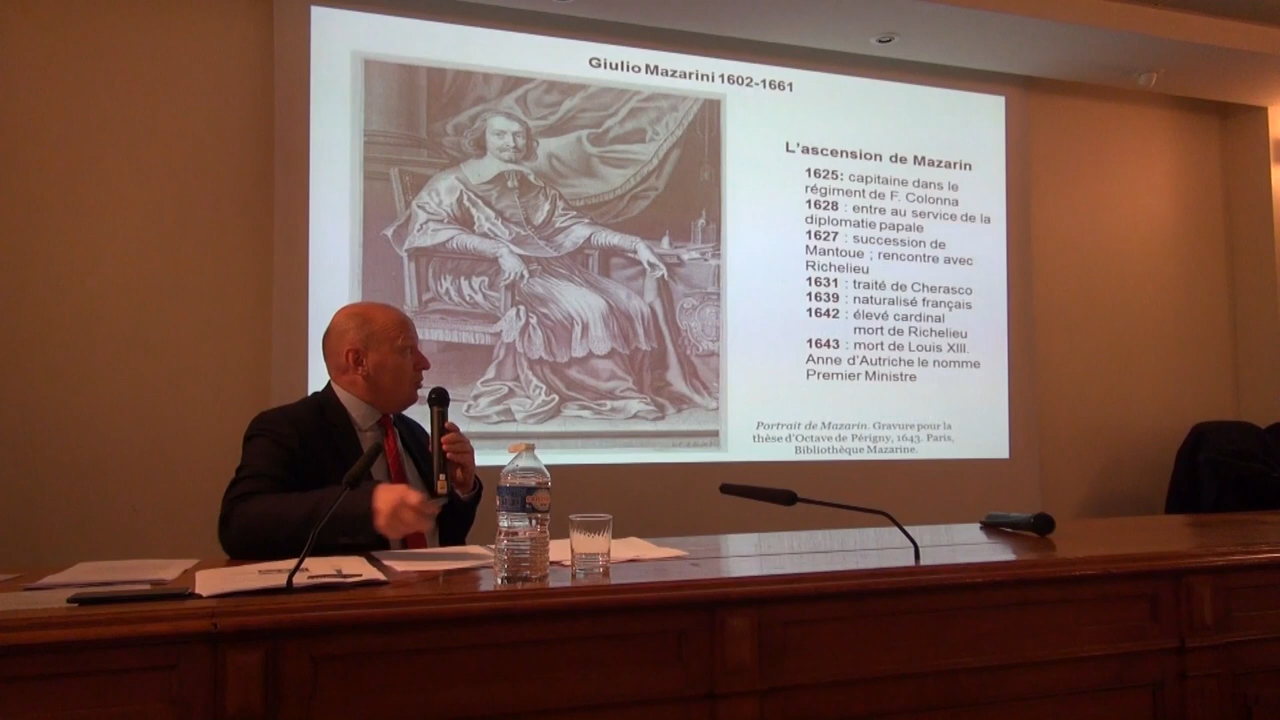 Giulio Mazarini 1602-1661
L'ascension de Mazarin
1625: capitaine dans le
régiment de F. Colonna
1628 : entre au service de la
diplomatie papale
1627 : succession de
Mantoue ; rencontre avec
Richelieu
1631 : traité de Cherasco
1639 : naturalisé français
1642 : élevé cardinal
mort de Richelieu
1643 : mort de Louis XIII.
Anne d'Autriche le nomme
Premier Ministre
Portrait de Mazarin. Gravure pour la
thèse d'Octave de Périgny, 1643. Paris,
Bibliothèque Mazarine.